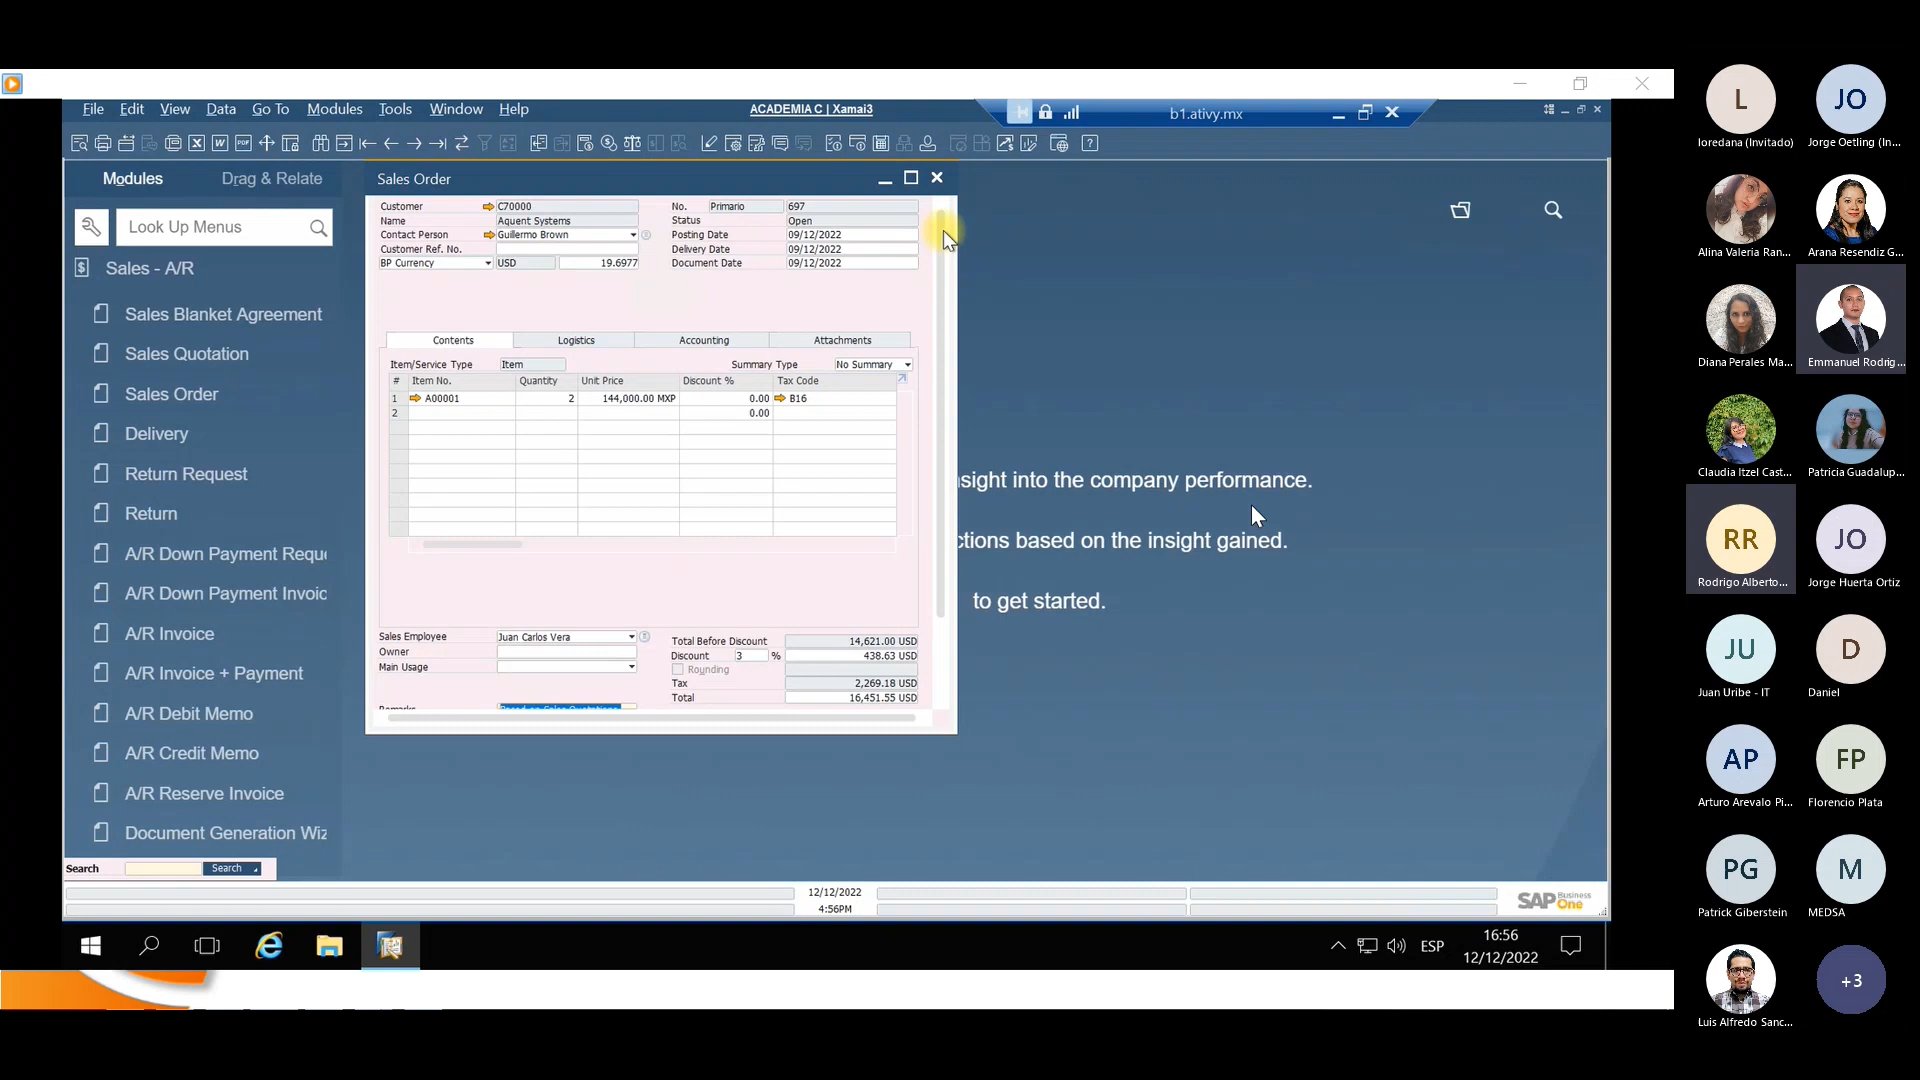 File Edit View Data Go To Modules Tools Window Help
ACADEMIA C | Xamai3
b1.ativy.mx
Modules
Drag & Relate
Look Up Menus
Sales - A/R
Sales Blanket Agreement
Sales Quotation
Sales Order
Delivery
Return Request
Return
A/R Down Payment Reque
A/R Down Payment Invoic
A/R Invoice
A/R Invoice + Payment
A/R Debit Memo
A/R Credit Memo
A/R Reserve Invoice
Document Generation Wiz
Search
Search
Sales Order
Customer C70000
Name Aquent Systems
Contact Person Guillermo Brown
Customer Ref. No.
BP Currency USD 19.6977
No. Primario 697
Status Open
Posting Date 09/12/2022
Delivery Date 09/12/2022
Document Date 09/12/2022
Contents Logistics Accounting Attachments
Item/Service Type Item Summary Type No Summary
# Item No. Quantity Unit Price Discount % Tax Code
1 A00001 2 144,000.00 MXP 0.00 B16
2 0.00
Sales Employee Juan Carlos Vera
Owner
Main Usage
Remarks Based on Sales Quotations
Total Before Discount 14,621.00 USD
Discount 3 % 438.63 USD
Rounding
Tax 2,269.18 USD
Total 16,451.55 USD
sight into the company performance.
ctions based on the insight gained.
to get started.
12/12/2022
4:56PM
SAP Business One
ESP
16:56
12/12/2022
L
loredana (Invitado)
JO
Jorge Oetling (In...
Alina Valeria Ran...
Arana Resendiz G...
Diana Perales Ma...
Emmanuel Rodrig...
Claudia Itzel Cast...
Patricia Guadalup...
RR
Rodrigo Alberto...
JO
Jorge Huerta Ortiz
JU
Juan Uribe - IT
D
Daniel
AP
Arturo Arevalo Pi...
FP
Florencio Plata
PG
Patrick Giberstein
M
MEDSA
Luis Alfredo Sanc...
+3